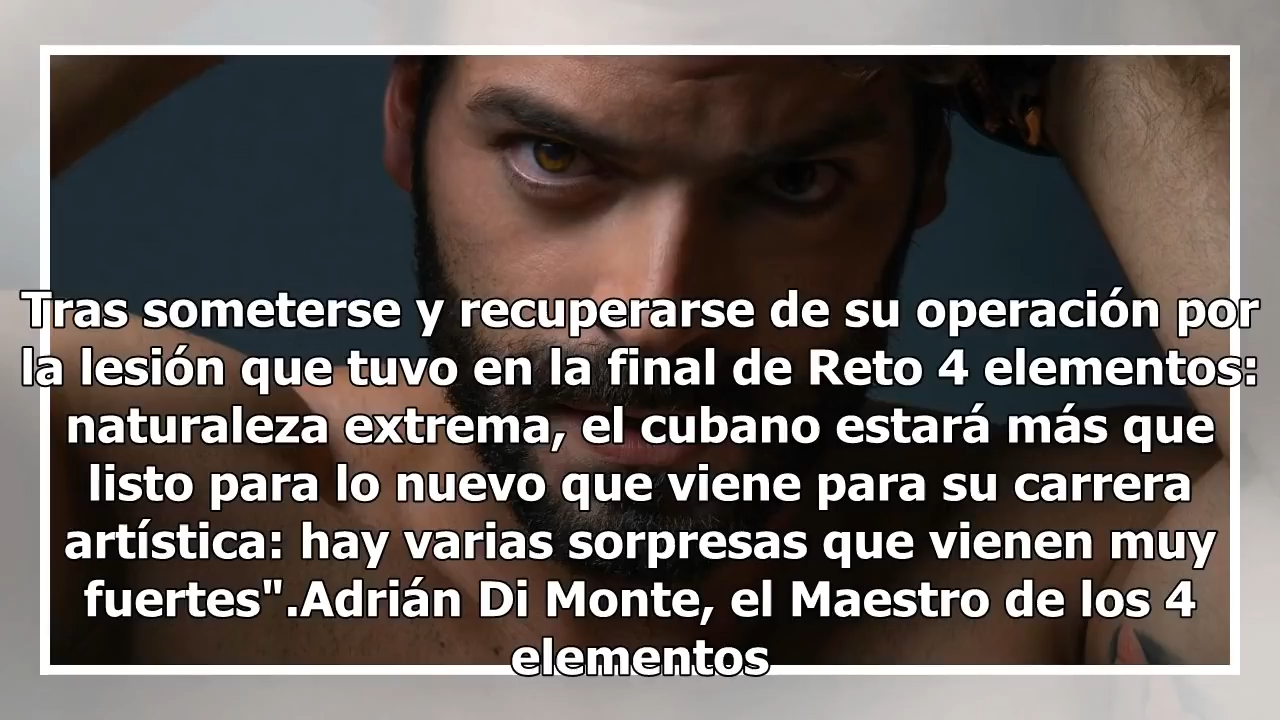 Tras someterse y recuperarse de su operación por
la lesión que tuvo en la final de Reto 4 elementos:
naturaleza extrema, el cubano estará más que
listo para lo nuevo que viene para su carrera
artística: hay varias sorpresas que vienen muy
fuertes".Adrián Di Monte, el Maestro de los 4
elementos